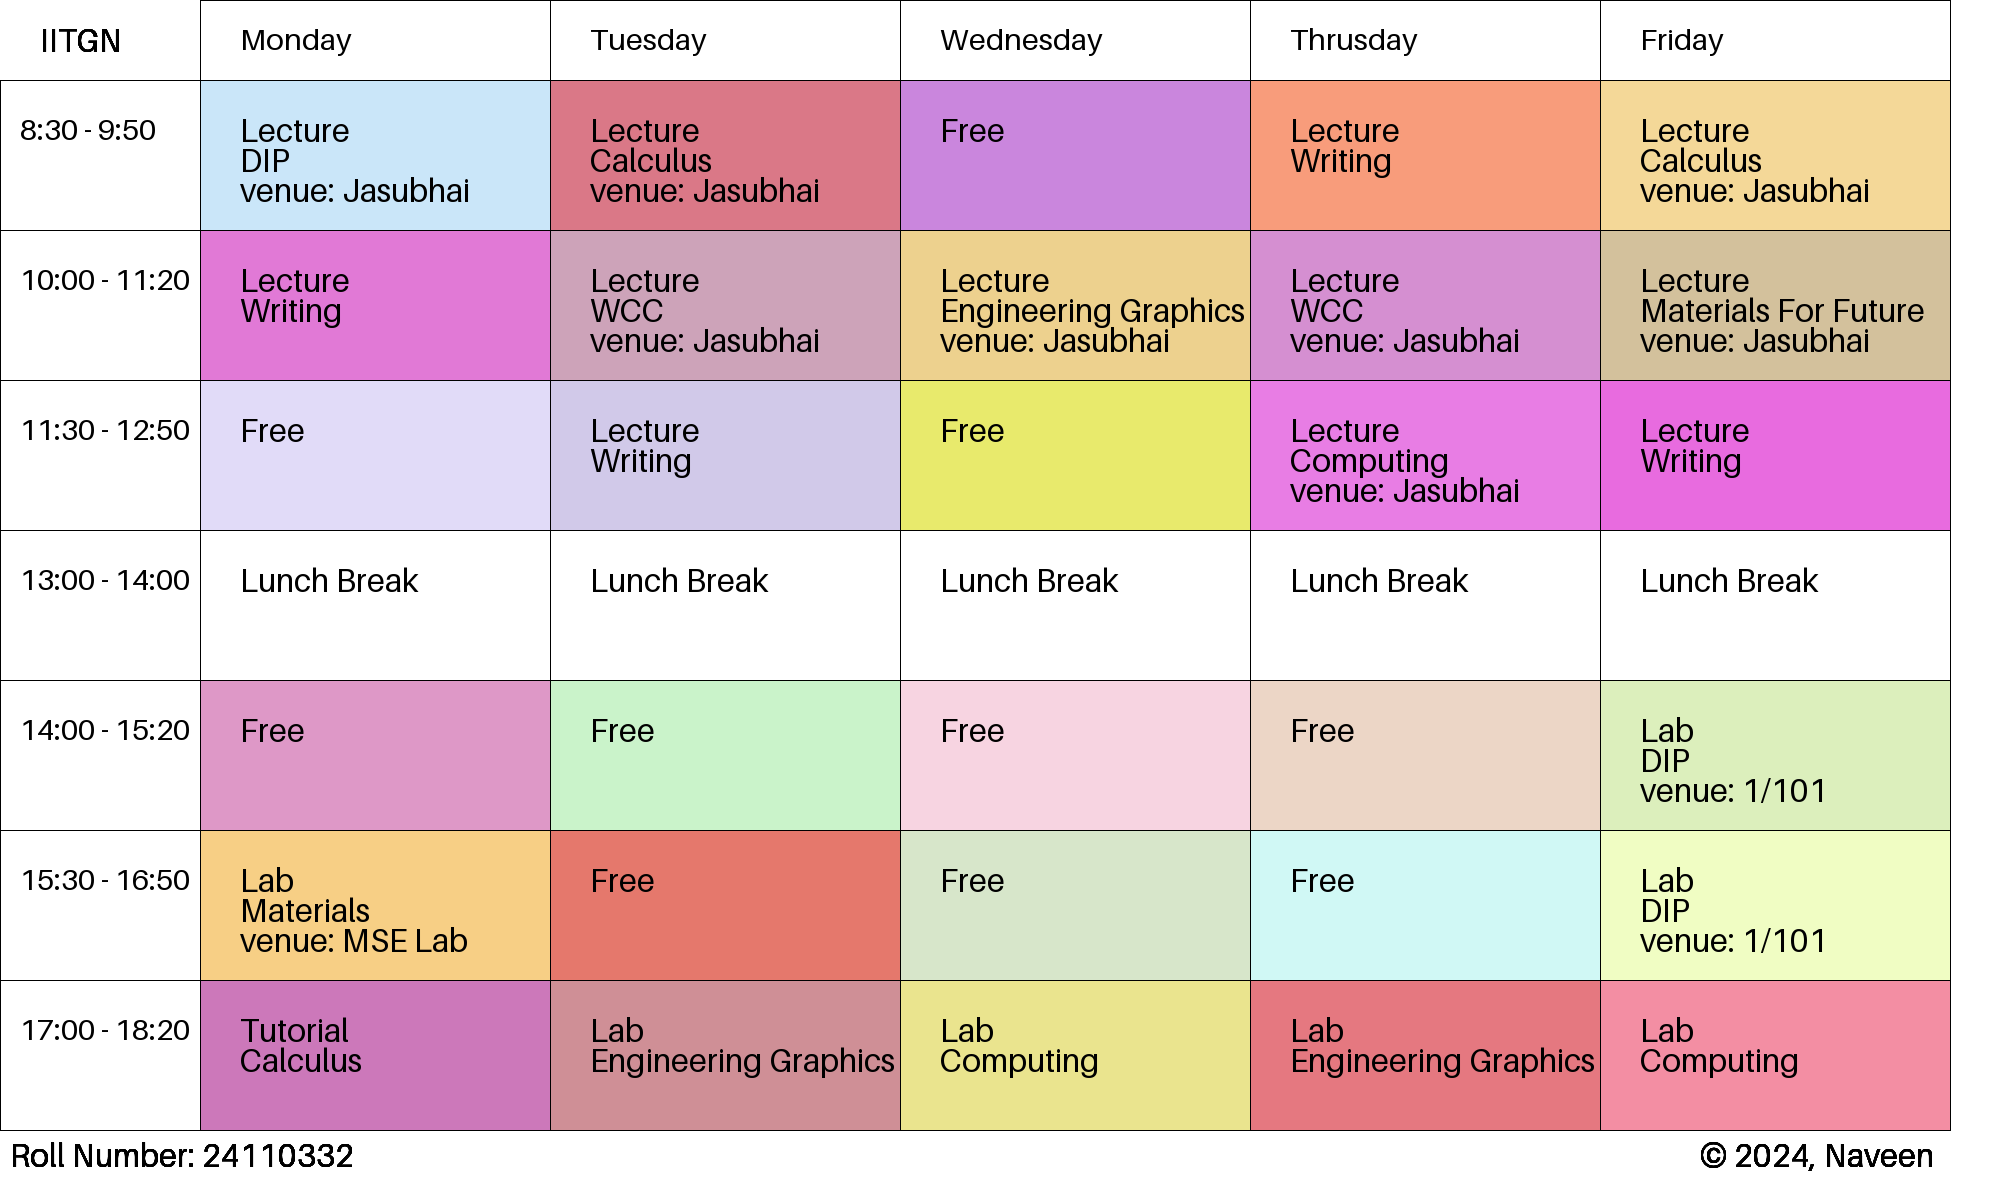 IITGN
Monday
Tuesday
Wednesday
Thrusday
Friday
8:30 - 9:50
Lecture
DIP
venue: Jasubhai
Lecture
Calculus
venue: Jasubhai
Free
Lecture
Writing
Lecture
Calculus
venue: Jasubhai
10:00 - 11:20
Lecture
Writing
Lecture
WCC
venue: Jasubhai
Lecture
Engineering Graphics
venue: Jasubhai
Lecture
WCC
venue: Jasubhai
Lecture
Materials For Future
venue: Jasubhai
11:30 - 12:50
Free
Lecture
Writing
Free
Lecture
Computing
venue: Jasubhai
Lecture
Writing
13:00 - 14:00
Lunch Break
Lunch Break
Lunch Break
Lunch Break
Lunch Break
14:00 - 15:20
Free
Free
Free
Free
Lab
DIP
venue: 1/101
15:30 - 16:50
Lab
Materials
venue: MSE Lab
Free
Free
Free
Lab
DIP
venue: 1/101
17:00 - 18:20
Tutorial
Calculus
Lab
Engineering Graphics
Lab
Computing
Lab
Engineering Graphics
Lab
Computing
Roll Number: 24110332
© 2024, Naveen